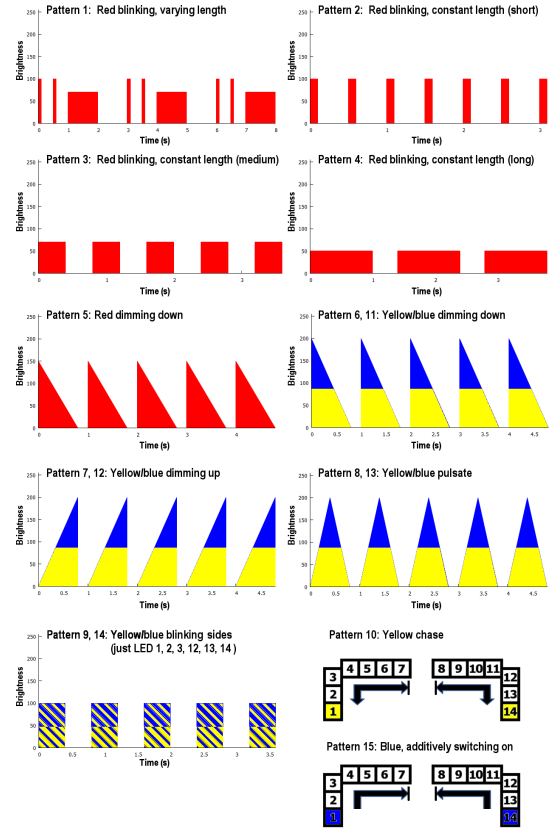 Pattern 1: Red blinking, varying length
Brightness
250
200
150
100
50
0
0 1 2 3 4 5 6 7 8
Time (s)
Pattern 2: Red blinking, constant length (short)
Brightness
250
200
150
100
50
0
0 1 2 3
Time (s)
Pattern 3: Red blinking, constant length (medium)
Brightness
250
200
150
100
50
0
0 1 2 3
Time (s)
Pattern 4: Red blinking, constant length (long)
Brightness
250
200
150
100
50
0
0 1 2 3
Time (s)
Pattern 5: Red dimming down
Brightness
250
200
150
100
50
0
0 1 2 3 4
Time (s)
Pattern 6, 11: Yellow/blue dimming down
Brightness
250
200
150
100
50
0
0 0.5 1 1.5 2 2.5 3 3.5 4 4.5
Time (s)
Pattern 7, 12: Yellow/blue dimming up
Brightness
250
200
150
100
50
0
0 0.5 1 1.5 2 2.5 3 3.5 4 4.5
Time (s)
Pattern 8, 13: Yellow/blue pulsate
Brightness
250
200
150
100
50
0
0 0.5 1 1.5 2 2.5 3 3.5 4 4.5
Time (s)
Pattern 9, 14: Yellow/blue blinking sides
(just LED 1, 2, 3, 12, 13, 14 )
Brightness
250
200
150
100
50
0
0 0.5 1 1.5 2 2.5 3 3.5
Time (s)
Pattern 10: Yellow chase
4 5 6 7 8 9 10 11
3 12
2 13
1 14
Pattern 15: Blue, additively switching on
4 5 6 7 8 9 10 11
3 12
2 13
1 14